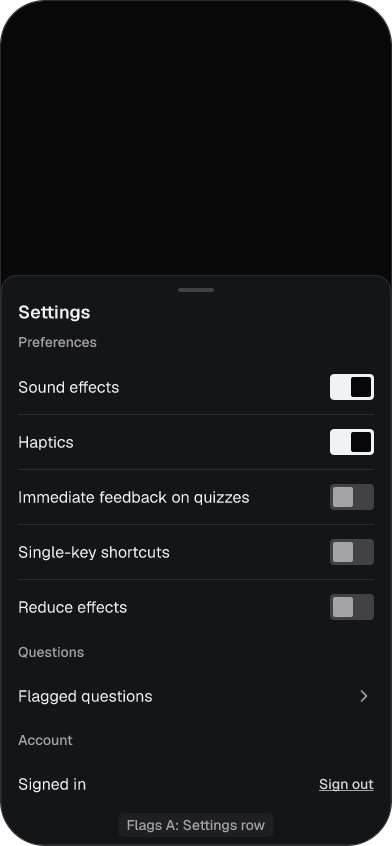 Settings
Preferences
Sound effects
Haptics
Immediate feedback on quizzes
Single-key shortcuts
Reduce effects
Questions
Flagged questions
Account
Signed in Sign out
Flags A: Settings row